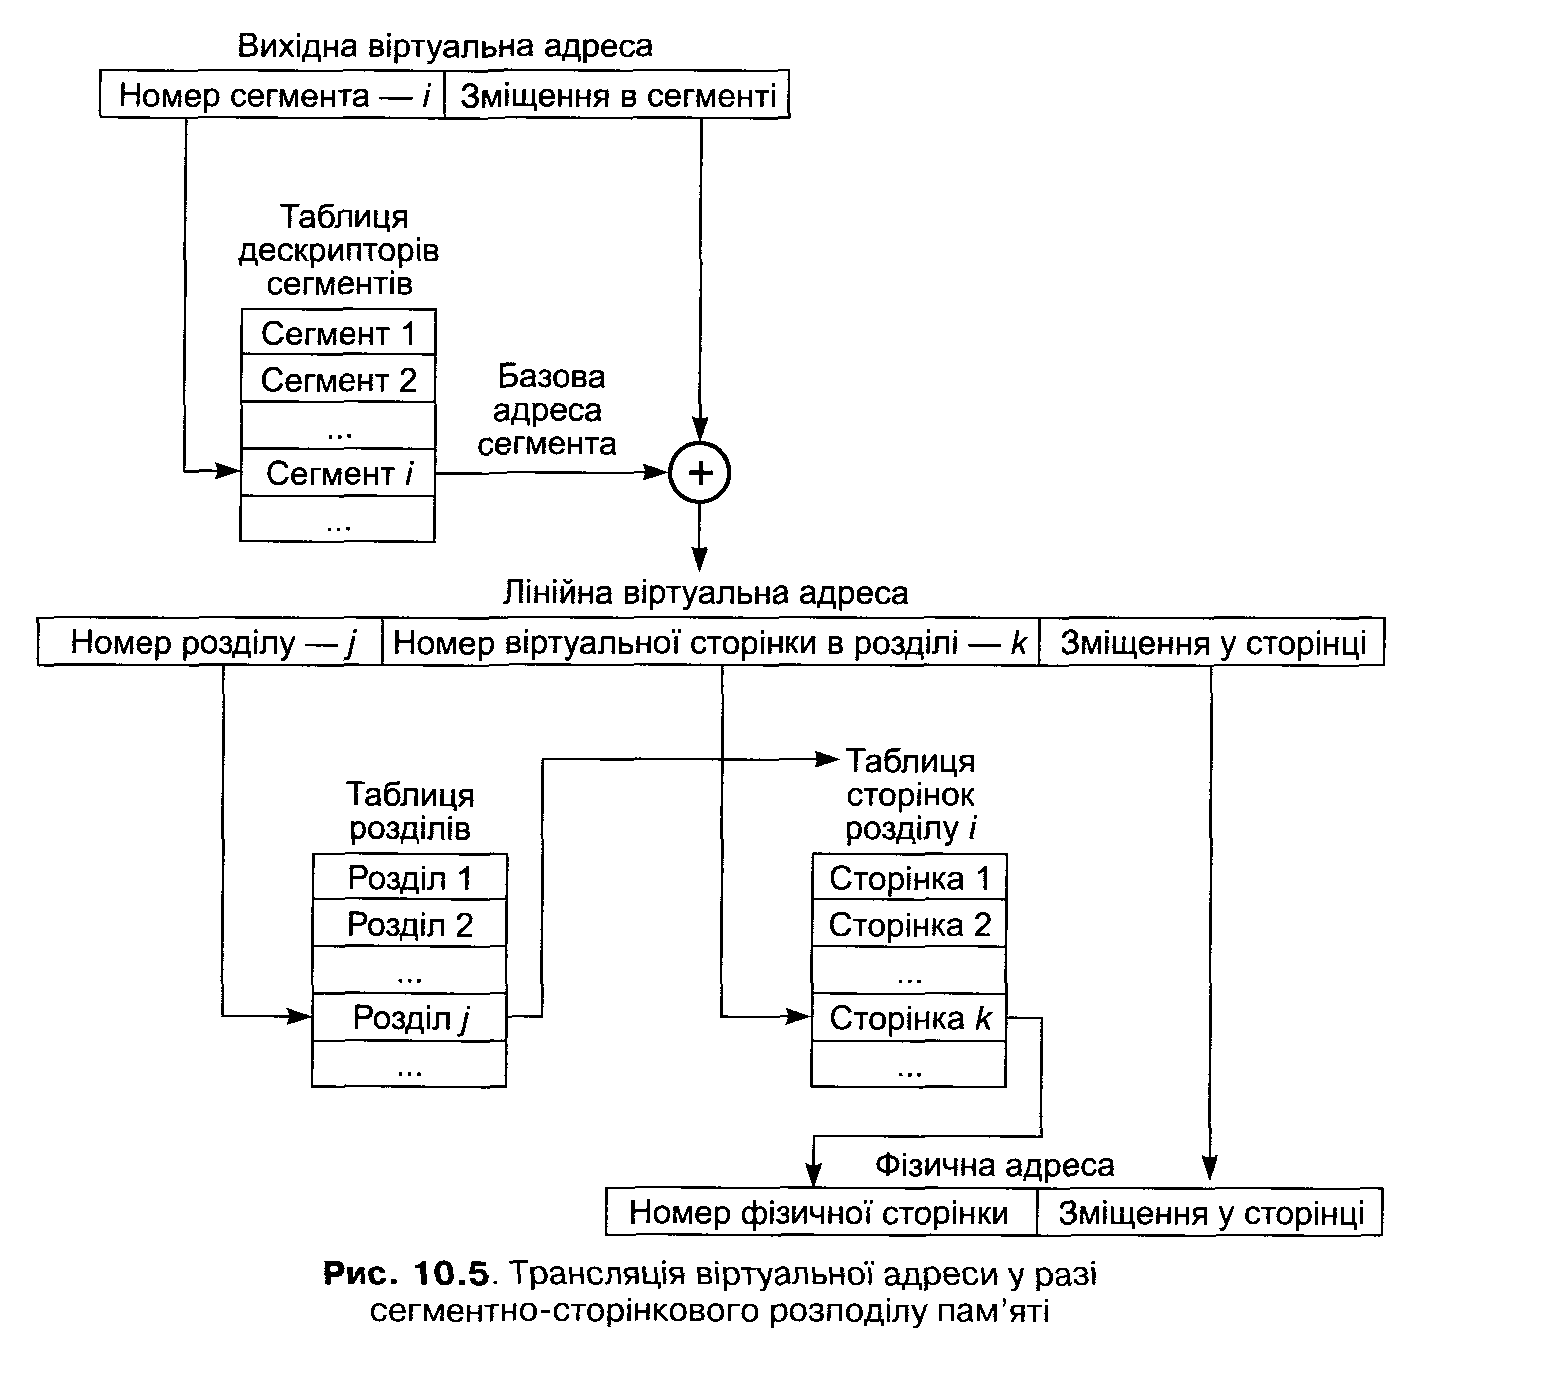 Вихідна віртуальна адреса
Номер сегмента — i
Зміщення в сегменті
Таблиця
дескрипторів
сегментів
Сегмент 1
Сегмент 2
...
Сегмент i
...
Базова
адреса
сегмента
+
Лінійна віртуальна адреса
Номер розділу — j
Номер віртуальної сторінки в розділі — k
Зміщення у сторінці
Таблиця
розділів
Розділ 1
Розділ 2
...
Розділ j
...
Таблиця
сторінок
розділу i
Сторінка 1
Сторінка 2
...
Сторінка k
...
Фізична адреса
Номер фізичної сторінки
Зміщення у сторінці
Рис. 10.5. Трансляція віртуальної адреси у разі
сегментно-сторінкового розподілу пам'яті